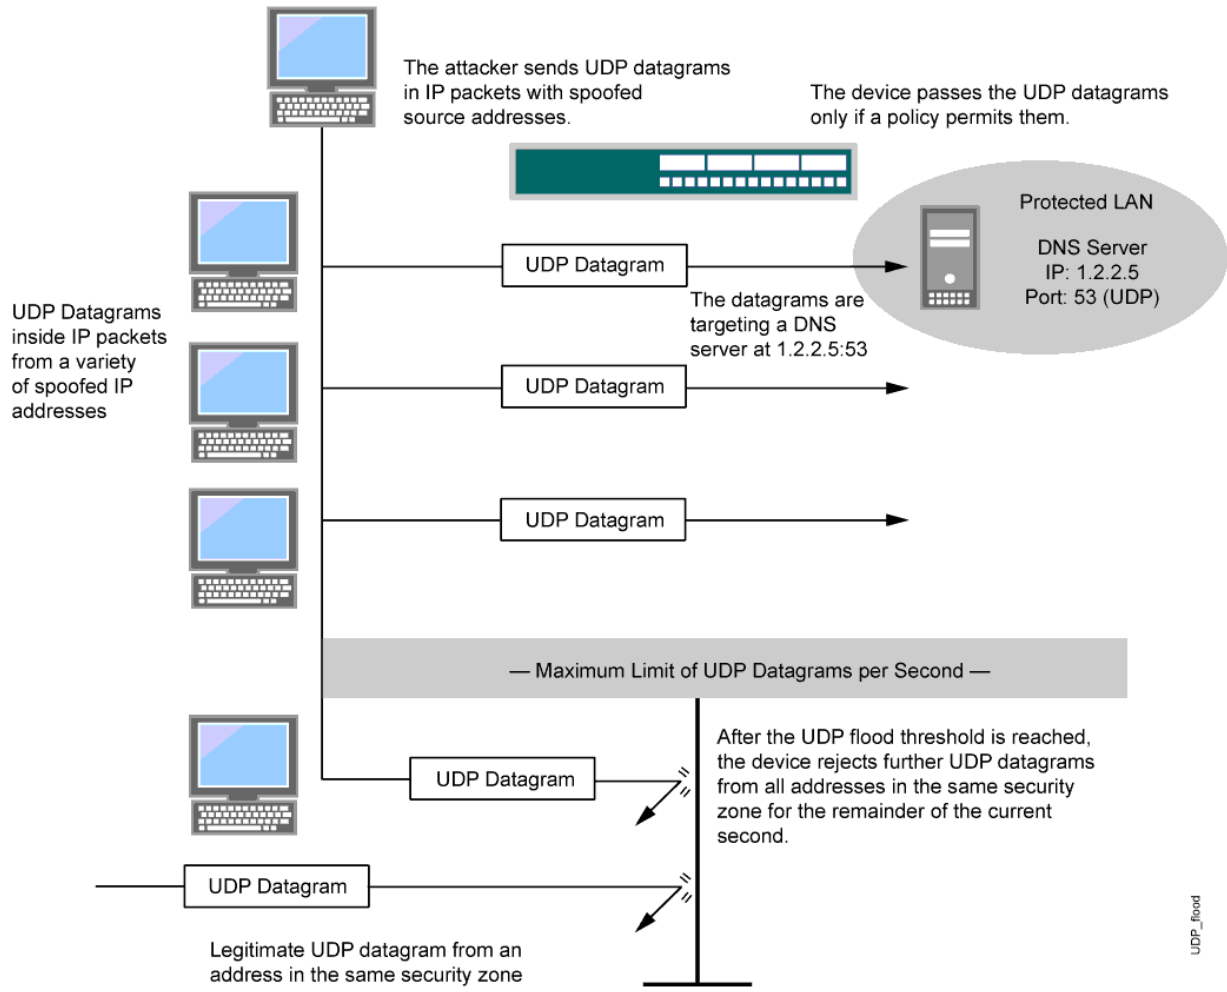 The attacker sends UDP datagrams
in IP packets with spoofed
source addresses.
The device passes the UDP datagrams
only if a policy permits them.
Protected LAN
DNS Server
IP: 1.2.2.5
Port: 53 (UDP)
UDP Datagram
The datagrams are
targeting a DNS
server at 1.2.2.5:53
UDP Datagrams
inside IP packets
from a variety
of spoofed IP
addresses
UDP Datagram
UDP Datagram
— Maximum Limit of UDP Datagrams per Second —
After the UDP flood threshold is reached,
the device rejects further UDP datagrams
from all addresses in the same security
zone for the remainder of the current
second.
UDP Datagram
UDP Datagram
Legitimate UDP datagram from an
address in the same security zone
UDP_flood